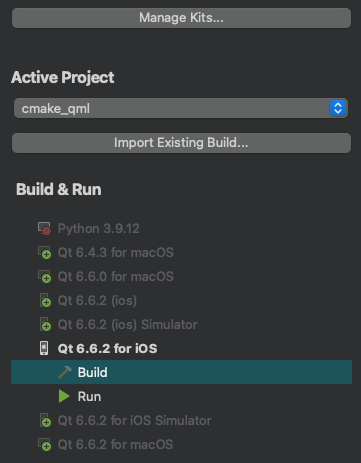 Manage Kits...
Active Project
cmake_qml
Import Existing Build...
Build & Run
Python 3.9.12
Qt 6.4.3 for macOS
Qt 6.6.0 for macOS
Qt 6.6.2 (ios)
Qt 6.6.2 (ios) Simulator
Qt 6.6.2 for iOS
Build
Run
Qt 6.6.2 for iOS Simulator
Qt 6.6.2 for macOS